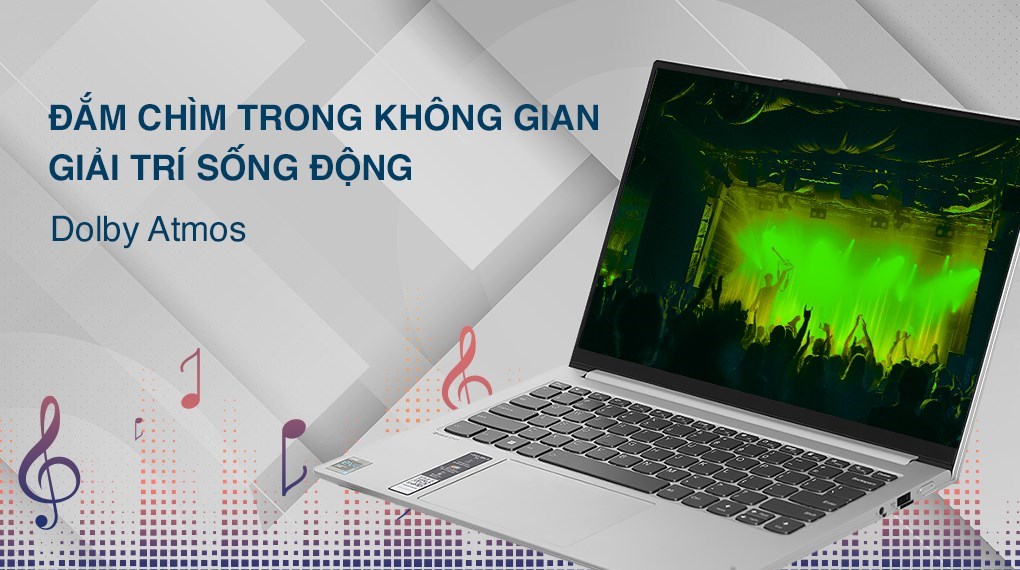 ĐẮM CHÌM TRONG KHÔNG GIAN
GIẢI TRÍ SỐNG ĐỘNG
Dolby Atmos